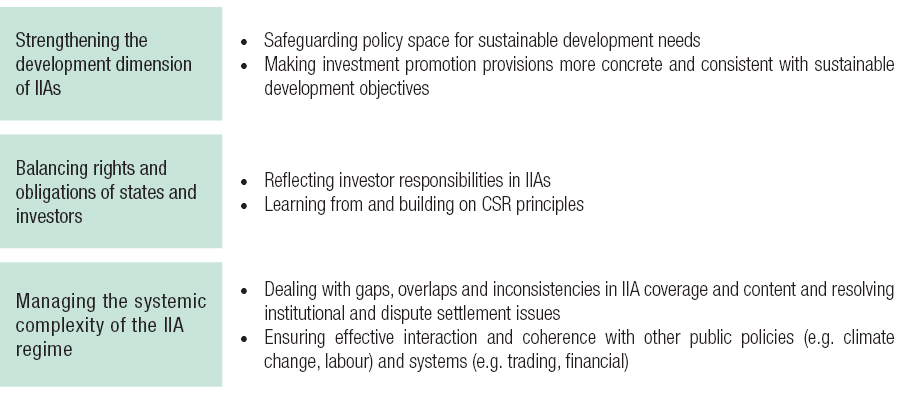 Strengthening the
development dimension
of IIAs
• Safeguarding policy space for sustainable development needs
• Making investment promotion provisions more concrete and consistent with sustainable
development objectives
Balancing rights and
obligations of states and
investors
• Reflecting investor responsibilities in IIAs
• Learning from and building on CSR principles
Managing the systemic
complexity of the IIA
regime
• Dealing with gaps, overlaps and inconsistencies in IIA coverage and content and resolving
institutional and dispute settlement issues
• Ensuring effective interaction and coherence with other public policies (e.g. climate
change, labour) and systems (e.g. trading, financial)